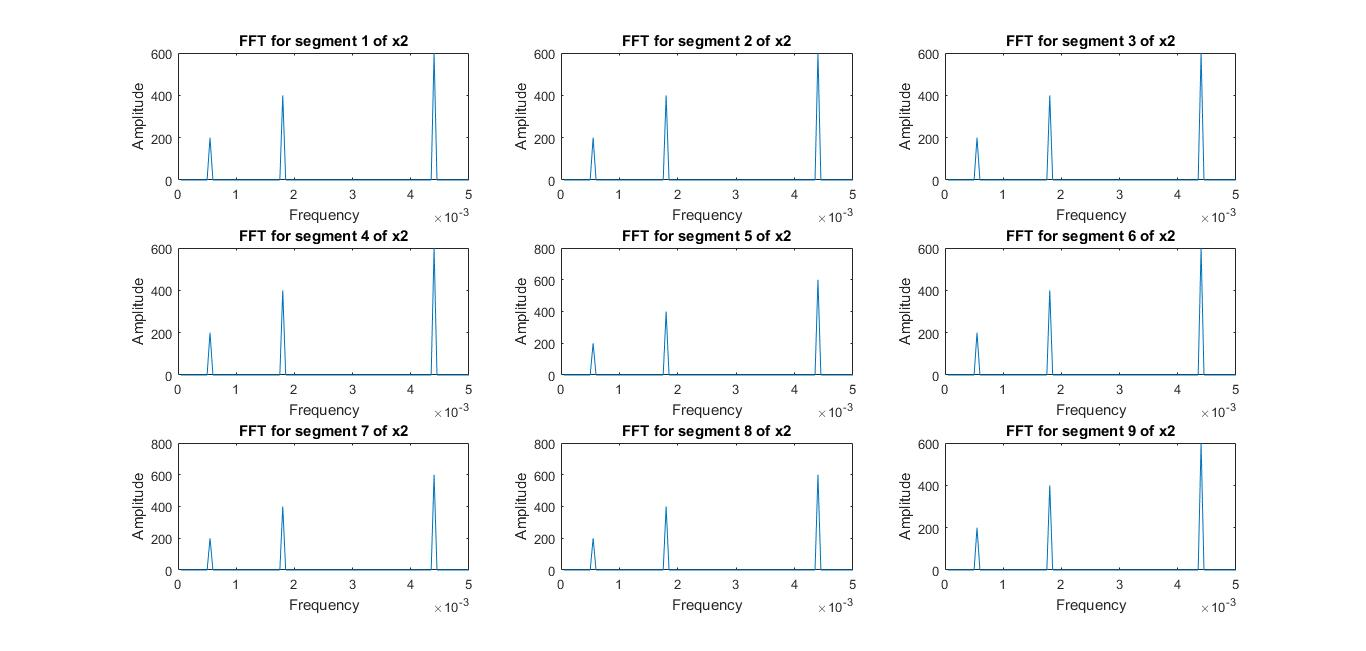 FFT for segment 1 of x2
600
400
200
0
Amplitude
0 1 2 3 4 5
Frequency
×10-3
FFT for segment 2 of x2
600
400
200
0
Amplitude
0 1 2 3 4 5
Frequency
×10-3
FFT for segment 3 of x2
600
400
200
0
Amplitude
0 1 2 3 4 5
Frequency
×10-3
FFT for segment 4 of x2
600
400
200
0
Amplitude
0 1 2 3 4 5
Frequency
×10-3
FFT for segment 5 of x2
800
600
400
200
0
Amplitude
0 1 2 3 4 5
Frequency
×10-3
FFT for segment 6 of x2
600
400
200
0
Amplitude
0 1 2 3 4 5
Frequency
×10-3
FFT for segment 7 of x2
800
600
400
200
0
Amplitude
0 1 2 3 4 5
Frequency
×10-3
FFT for segment 8 of x2
800
600
400
200
0
Amplitude
0 1 2 3 4 5
Frequency
×10-3
FFT for segment 9 of x2
600
400
200
0
Amplitude
0 1 2 3 4 5
Frequency
×10-3